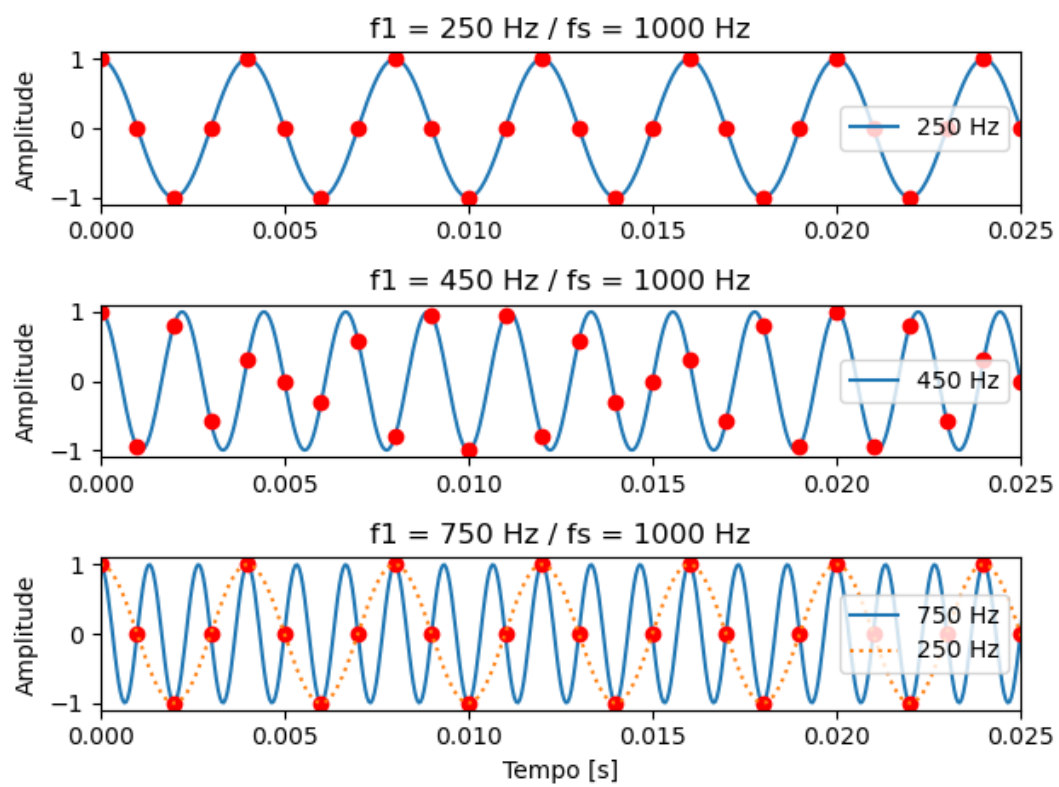 f1 = 250 Hz / fs = 1000 Hz
Amplitude
1
0
−1
250 Hz
0.000 0.005 0.010 0.015 0.020 0.025
f1 = 450 Hz / fs = 1000 Hz
Amplitude
1
0
−1
450 Hz
0.000 0.005 0.010 0.015 0.020 0.025
f1 = 750 Hz / fs = 1000 Hz
Amplitude
1
0
−1
750 Hz
250 Hz
0.000 0.005 0.010 0.015 0.020 0.025
Tempo [s]